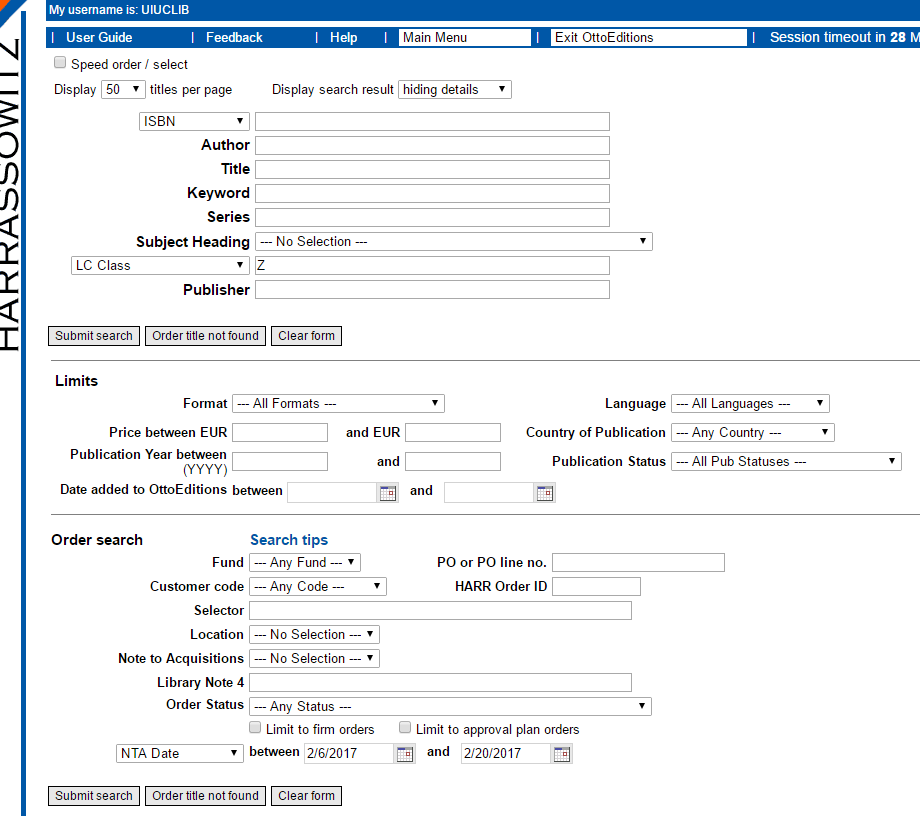 My username is: UIUCLIB
| User Guide | Feedback | Help | Main Menu | Exit OttoEditions | Session timeout in 28 M
HARRASSOWITZ
Speed order / select
Display 50 titles per page Display search result hiding details
ISBN
Author
Title
Keyword
Series
Subject Heading --- No Selection ---
LC Class Z
Publisher
Submit search Order title not found Clear form
Limits
Format --- All Formats --- Language --- All Languages ---
Price between EUR and EUR Country of Publication --- Any Country ---
Publication Year between
(YYYY) and Publication Status --- All Pub Statuses ---
Date added to OttoEditions between and
Order search Search tips
Fund --- Any Fund --- PO or PO line no.
Customer code --- Any Code --- HARR Order ID
Selector
Location --- No Selection ---
Note to Acquisitions --- No Selection ---
Library Note 4
Order Status --- Any Status ---
Limit to firm orders Limit to approval plan orders
NTA Date between 2/6/2017 and 2/20/2017
Submit search Order title not found Clear form